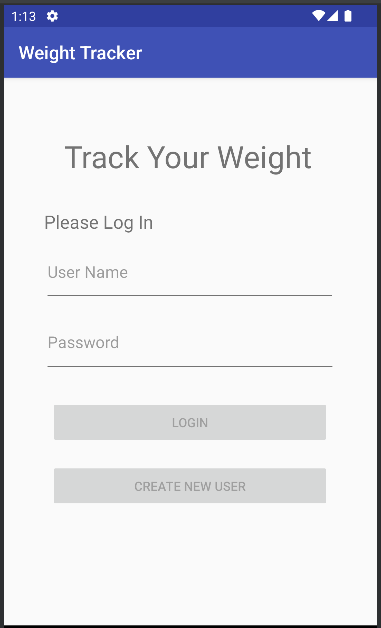 1:13
Weight Tracker
Track Your Weight
Please Log In
User Name
Password
LOGIN
CREATE NEW USER